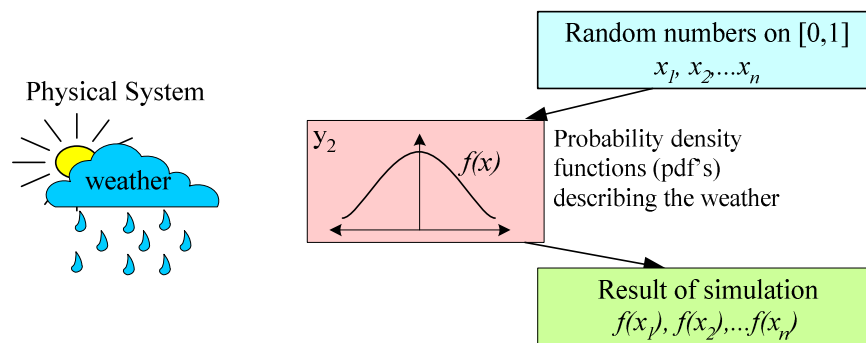 Random numbers on [0,1]
x₁, x₂,...xₙ
Physical System
weather
y₂
f(x)
Probability density
functions (pdf's)
describing the weather
Result of simulation
f(x₁), f(x₂),...f(xₙ)